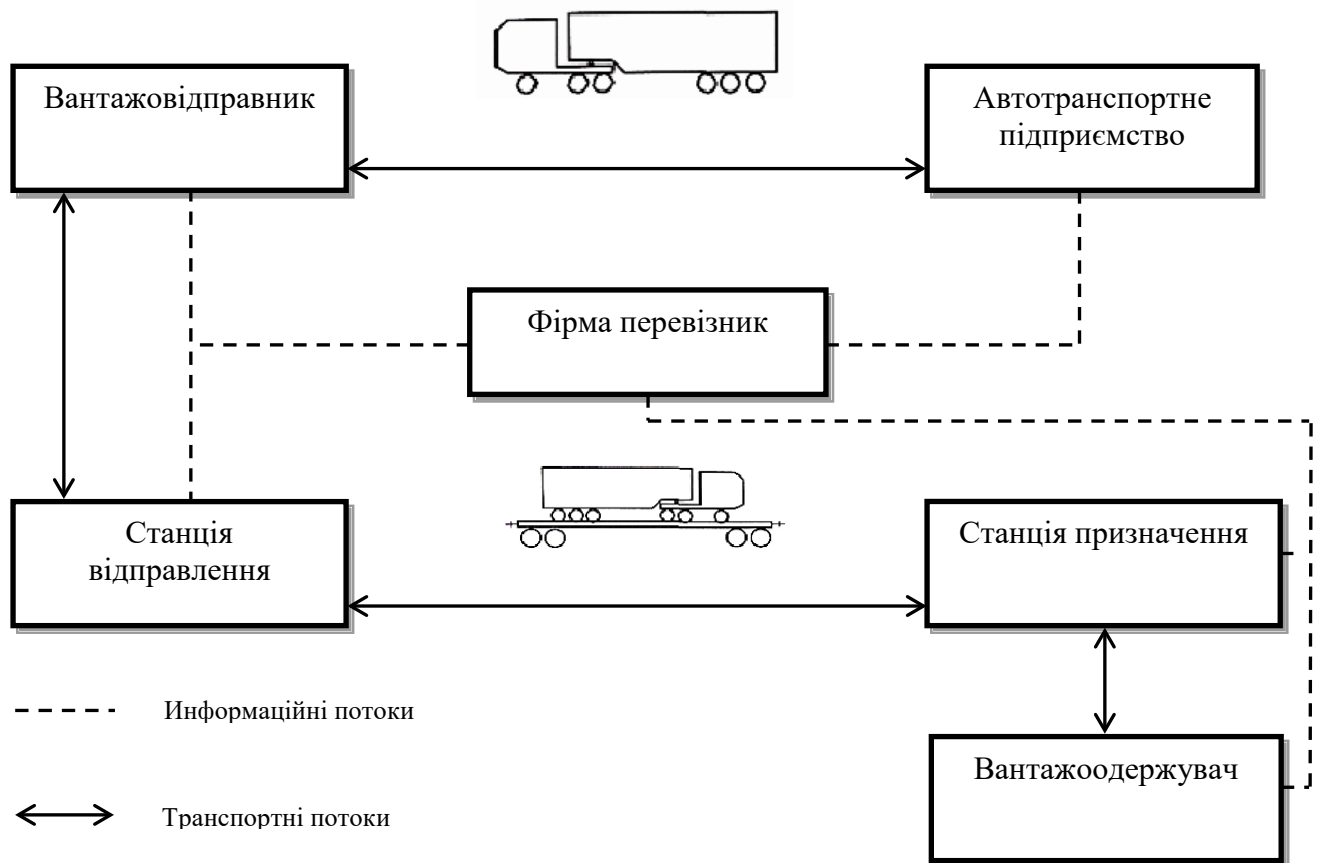 Вантажовідправник
Автотранспортне
підприємство
Фірма перевізник
Станція
відправлення
Станція призначення
Информаційні потоки
Вантажоодержувач
Транспортні потоки